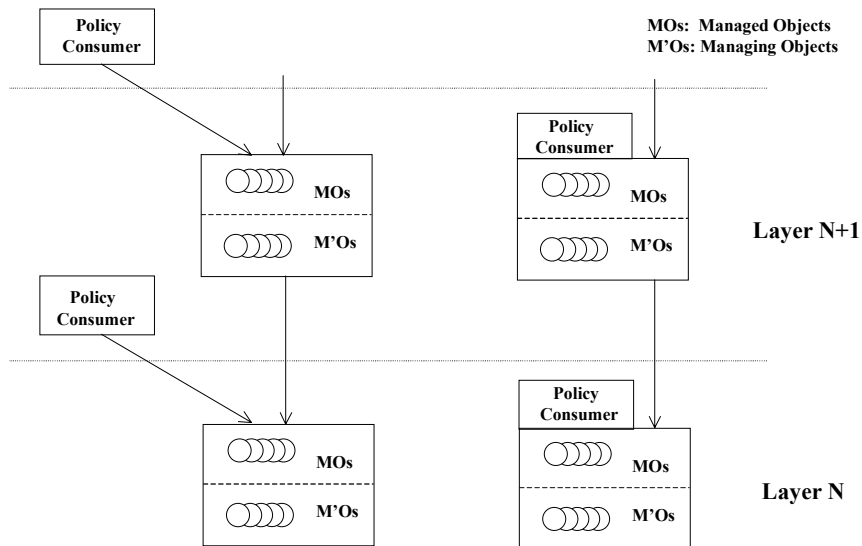 Policy
Consumer
MOs:  Managed Objects
M’Os: Managing Objects
Policy
Consumer
MOs
M’Os
MOs
M’Os
Layer N+1
Policy
Consumer
Policy
Consumer
MOs
M’Os
MOs
M’Os
Layer N